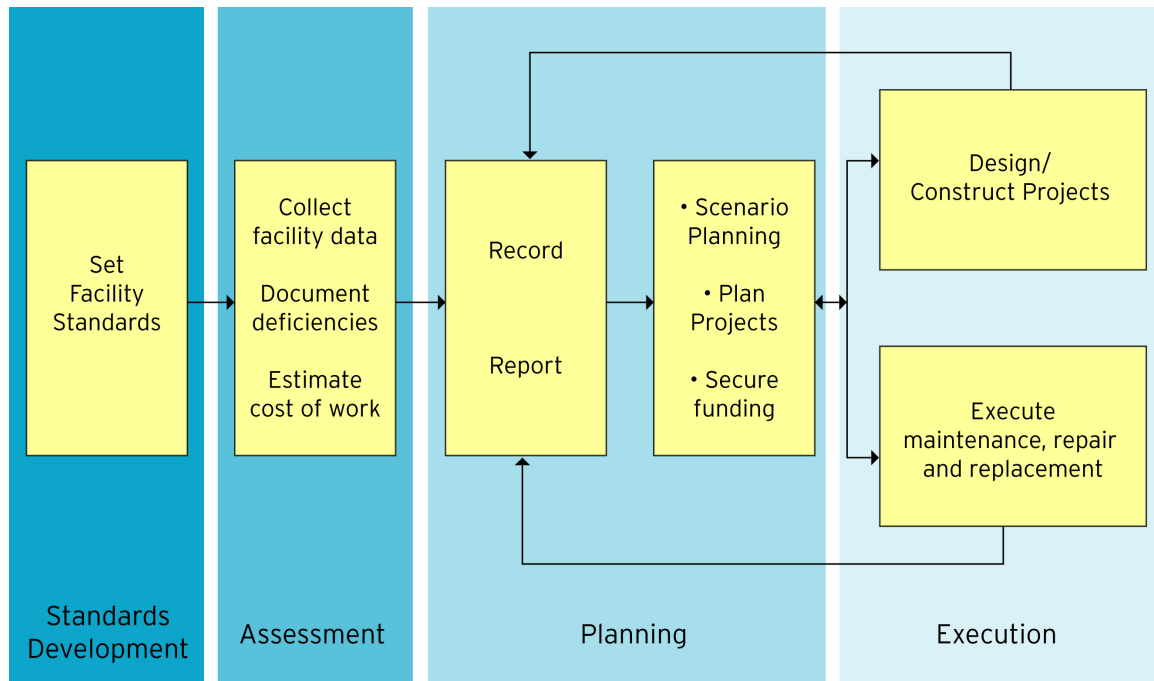 Set
Facility
Standards
Collect
facility data
Document
deficiencies
Estimate
cost of work
Record
Report
• Scenario
Planning
• Plan
Projects
• Secure
funding
Design/
Construct Projects
Execute
maintenance, repair
and replacement
Standards
Development
Assessment
Planning
Execution